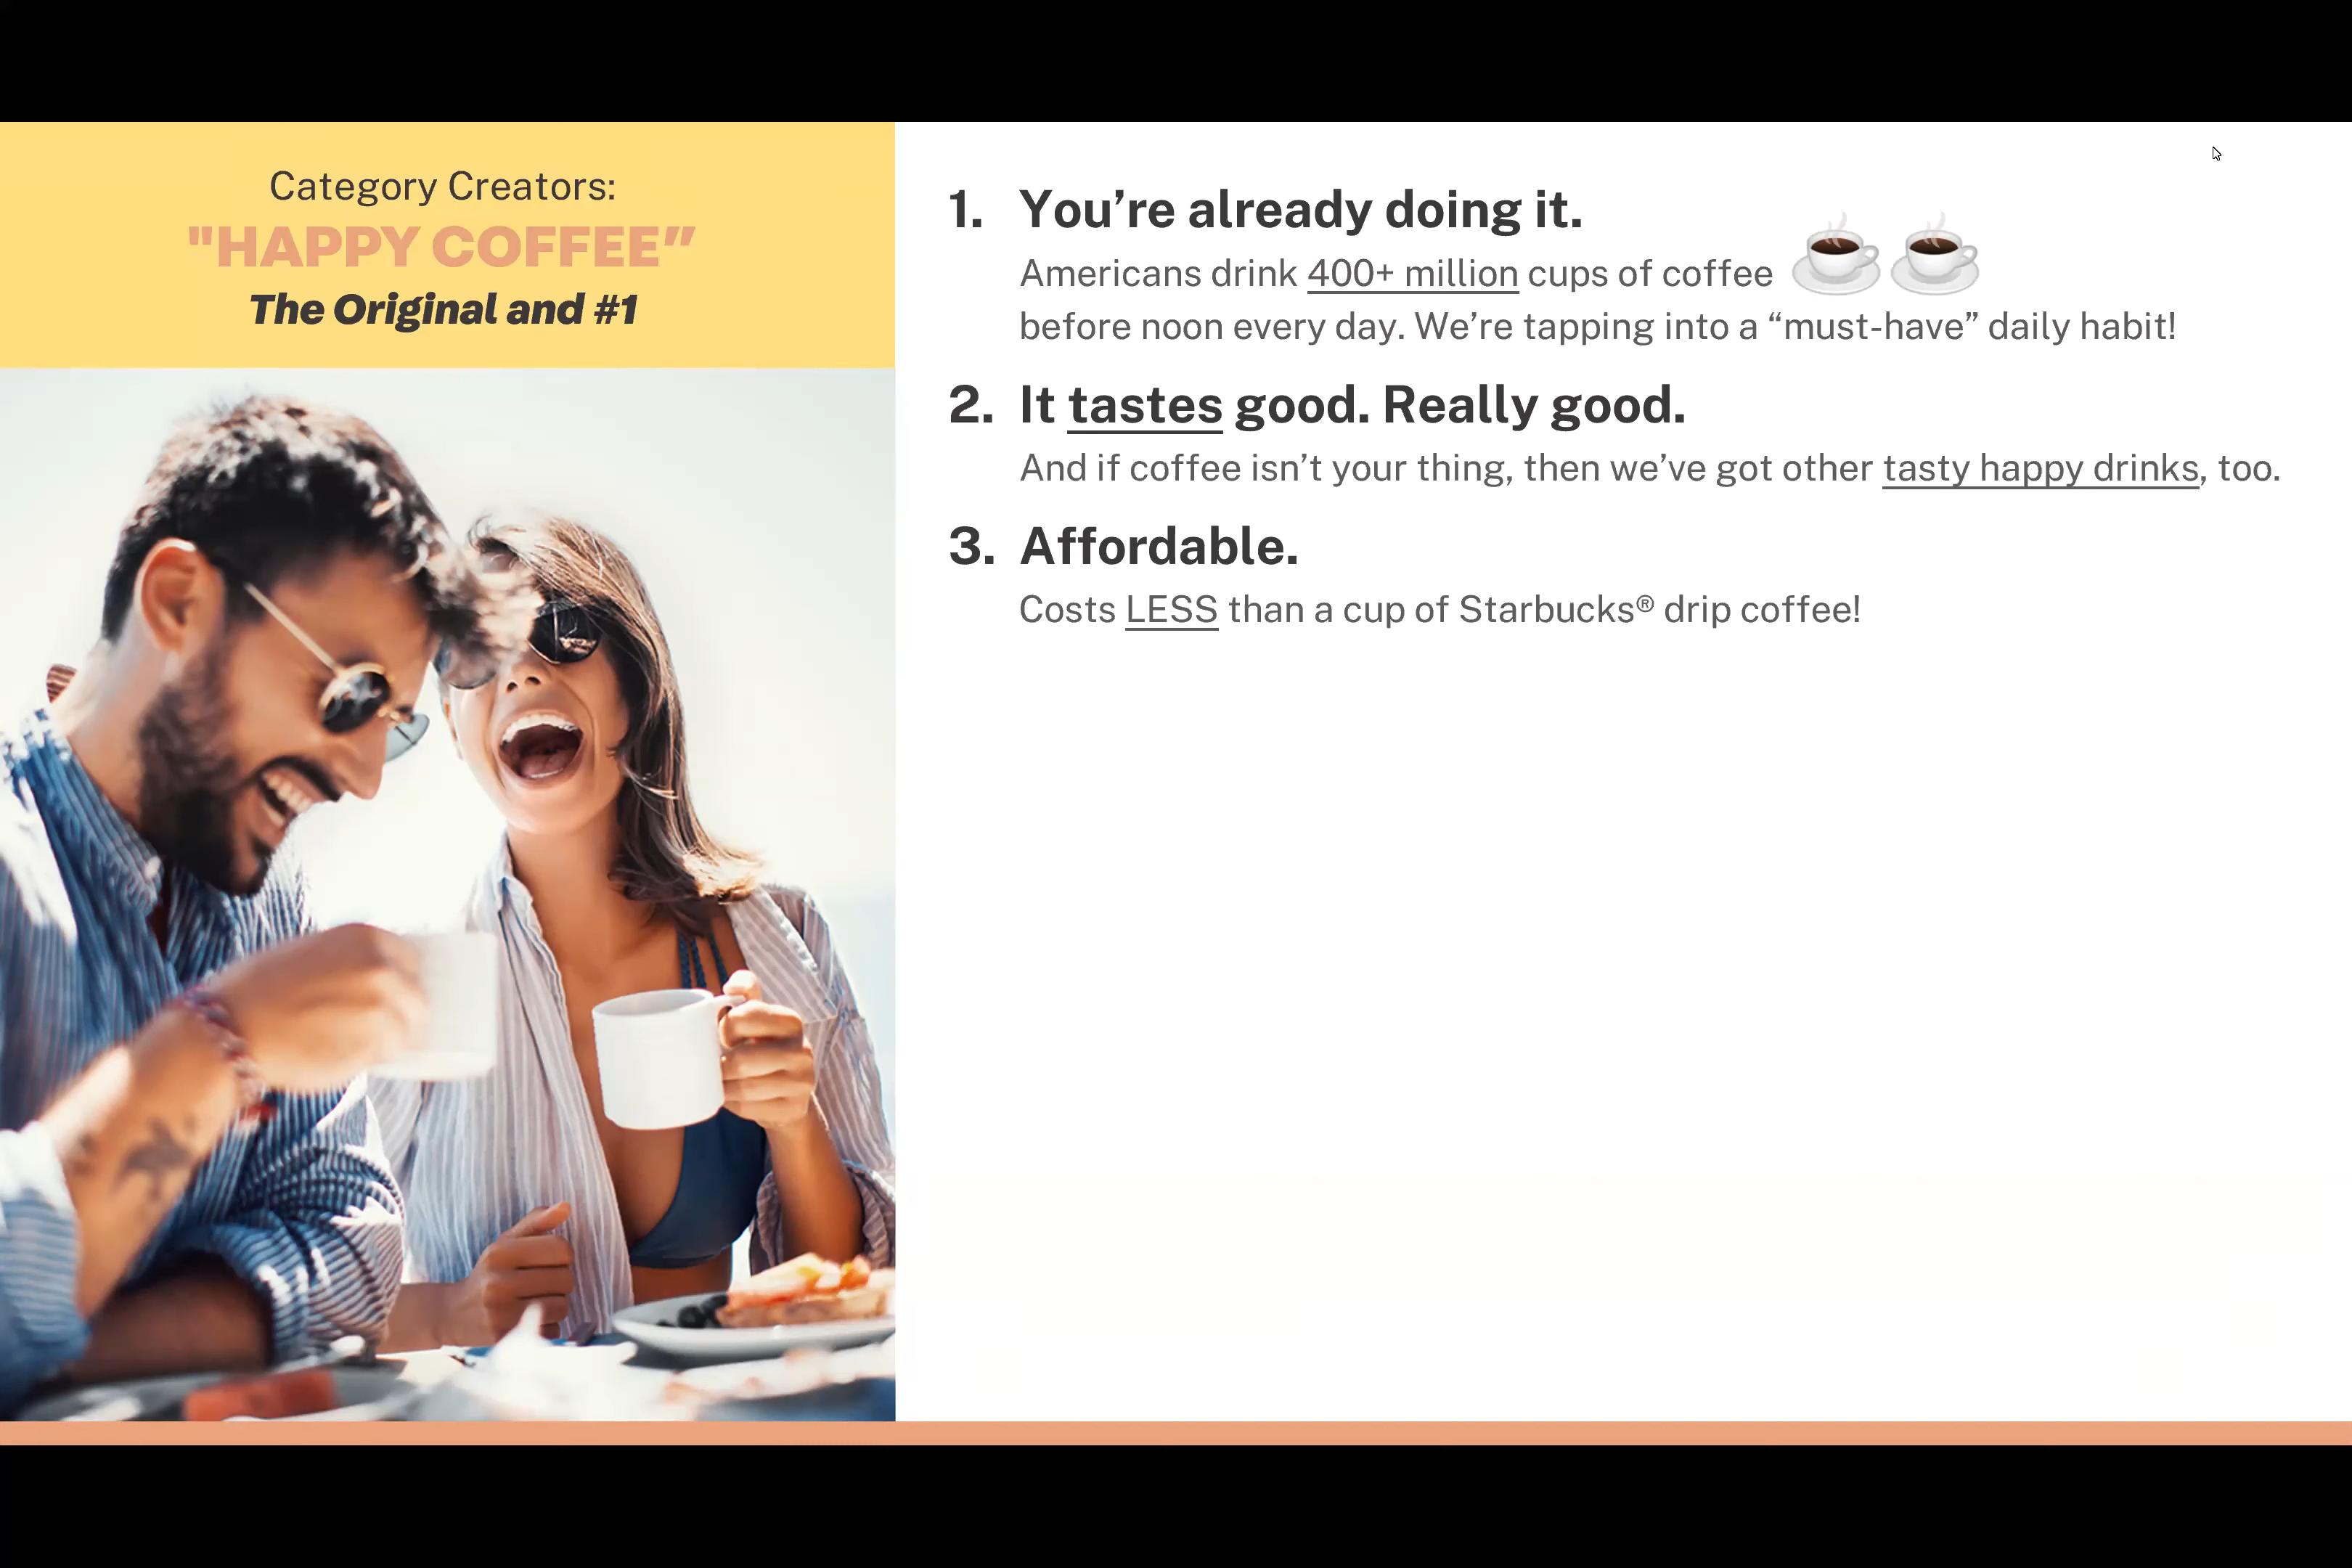 Category Creators:
"HAPPY COFFEE”
The Original and #1
1. You’re already doing it.
Americans drink 400+ million cups of coffee
before noon every day. We’re tapping into a “must-have” daily habit!
2. It tastes good. Really good.
And if coffee isn’t your thing, then we’ve got other tasty happy drinks, too.
3. Affordable.
Costs LESS than a cup of Starbucks® drip coffee!